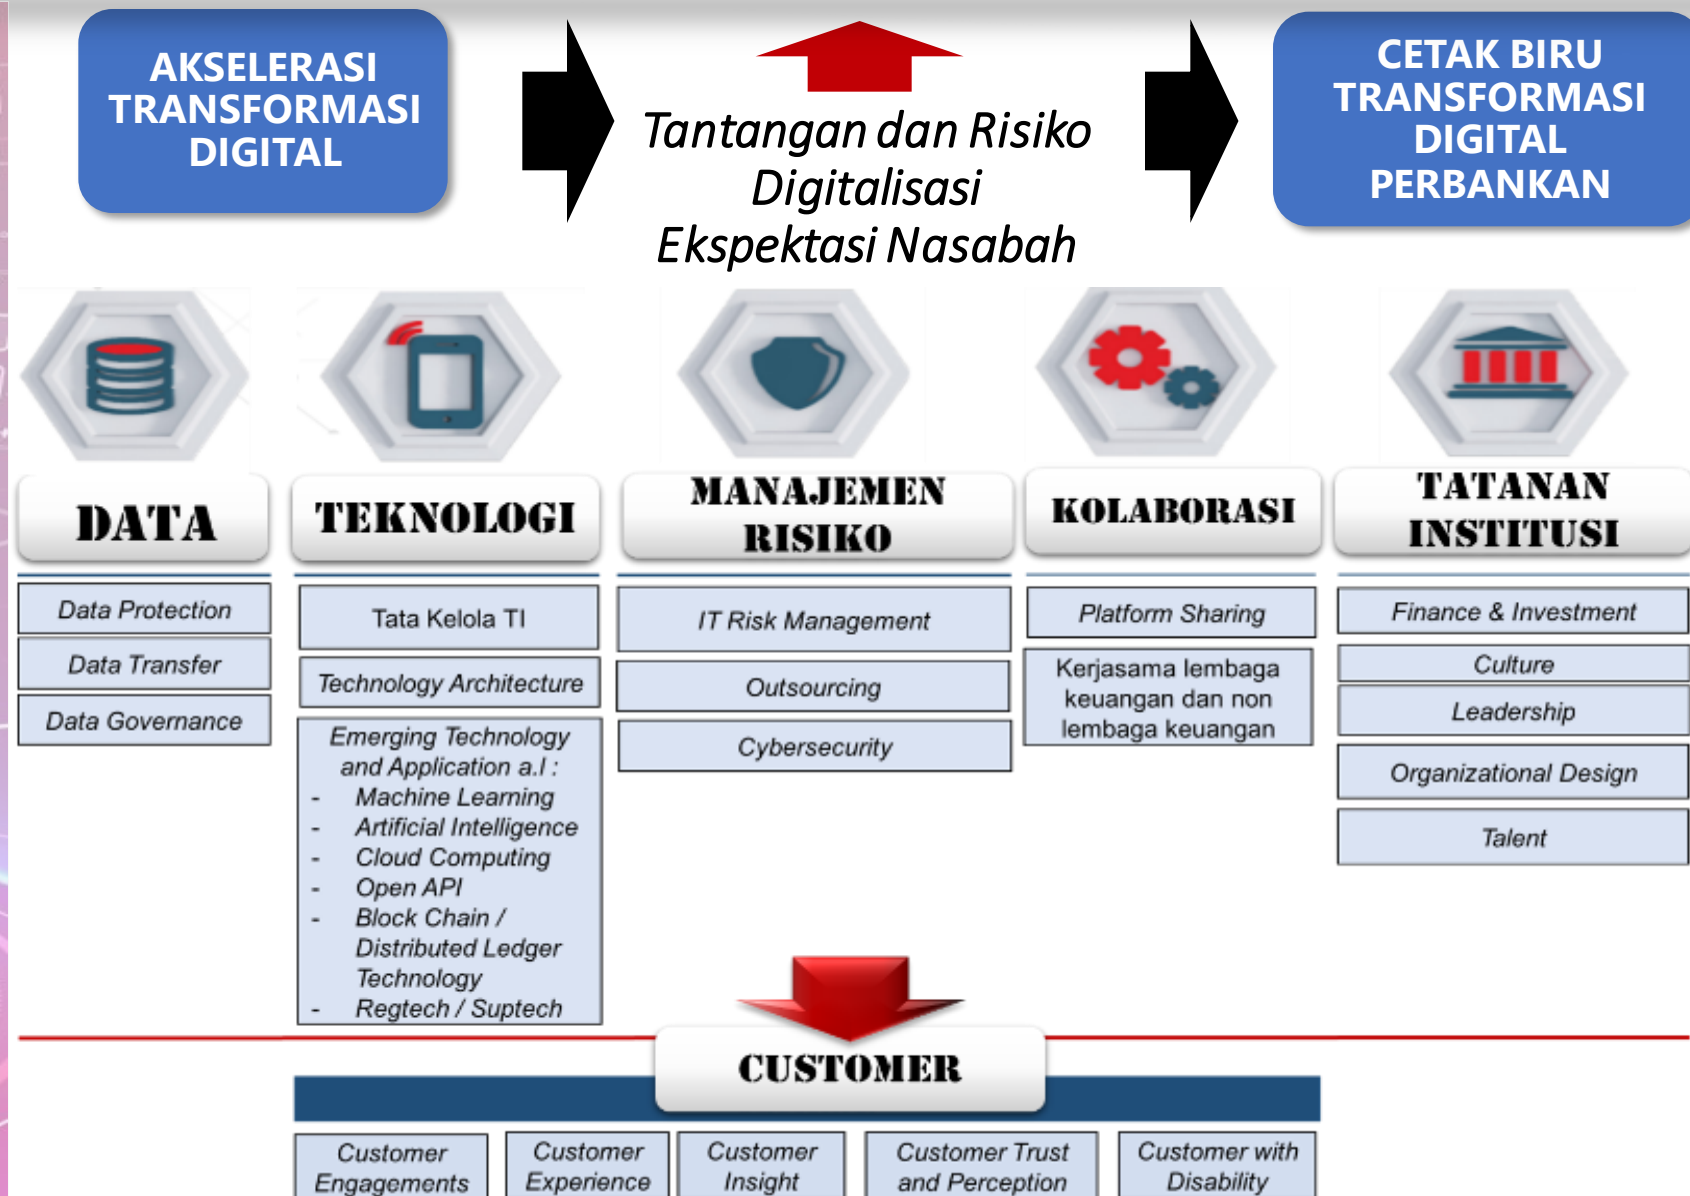 AKSELERASI
TRANSFORMASI
DIGITAL
Tantangan dan Risiko
Digitalisasi
Ekspektasi Nasabah
CETAK BIRU
TRANSFORMASI
DIGITAL
PERBANKAN
DATA
Data Protection
Data Transfer
Data Governance
TEKNOLOGI
Tata Kelola TI
Technology Architecture
Emerging Technology
and Application a.l :
- Machine Learning
- Artificial Intelligence
- Cloud Computing
- Open API
- Block Chain /
Distributed Ledger
Technology
- Regtech / Suptech
MANAJEMEN
RISIKO
IT Risk Management
Outsourcing
Cybersecurity
KOLABORASI
Platform Sharing
Kerjasama lembaga
keuangan dan non
lembaga keuangan
TATANAN
INSTITUSI
Finance & Investment
Culture
Leadership
Organizational Design
Talent
CUSTOMER
Customer
Engagements
Customer
Experience
Customer
Insight
Customer Trust
and Perception
Customer with
Disability